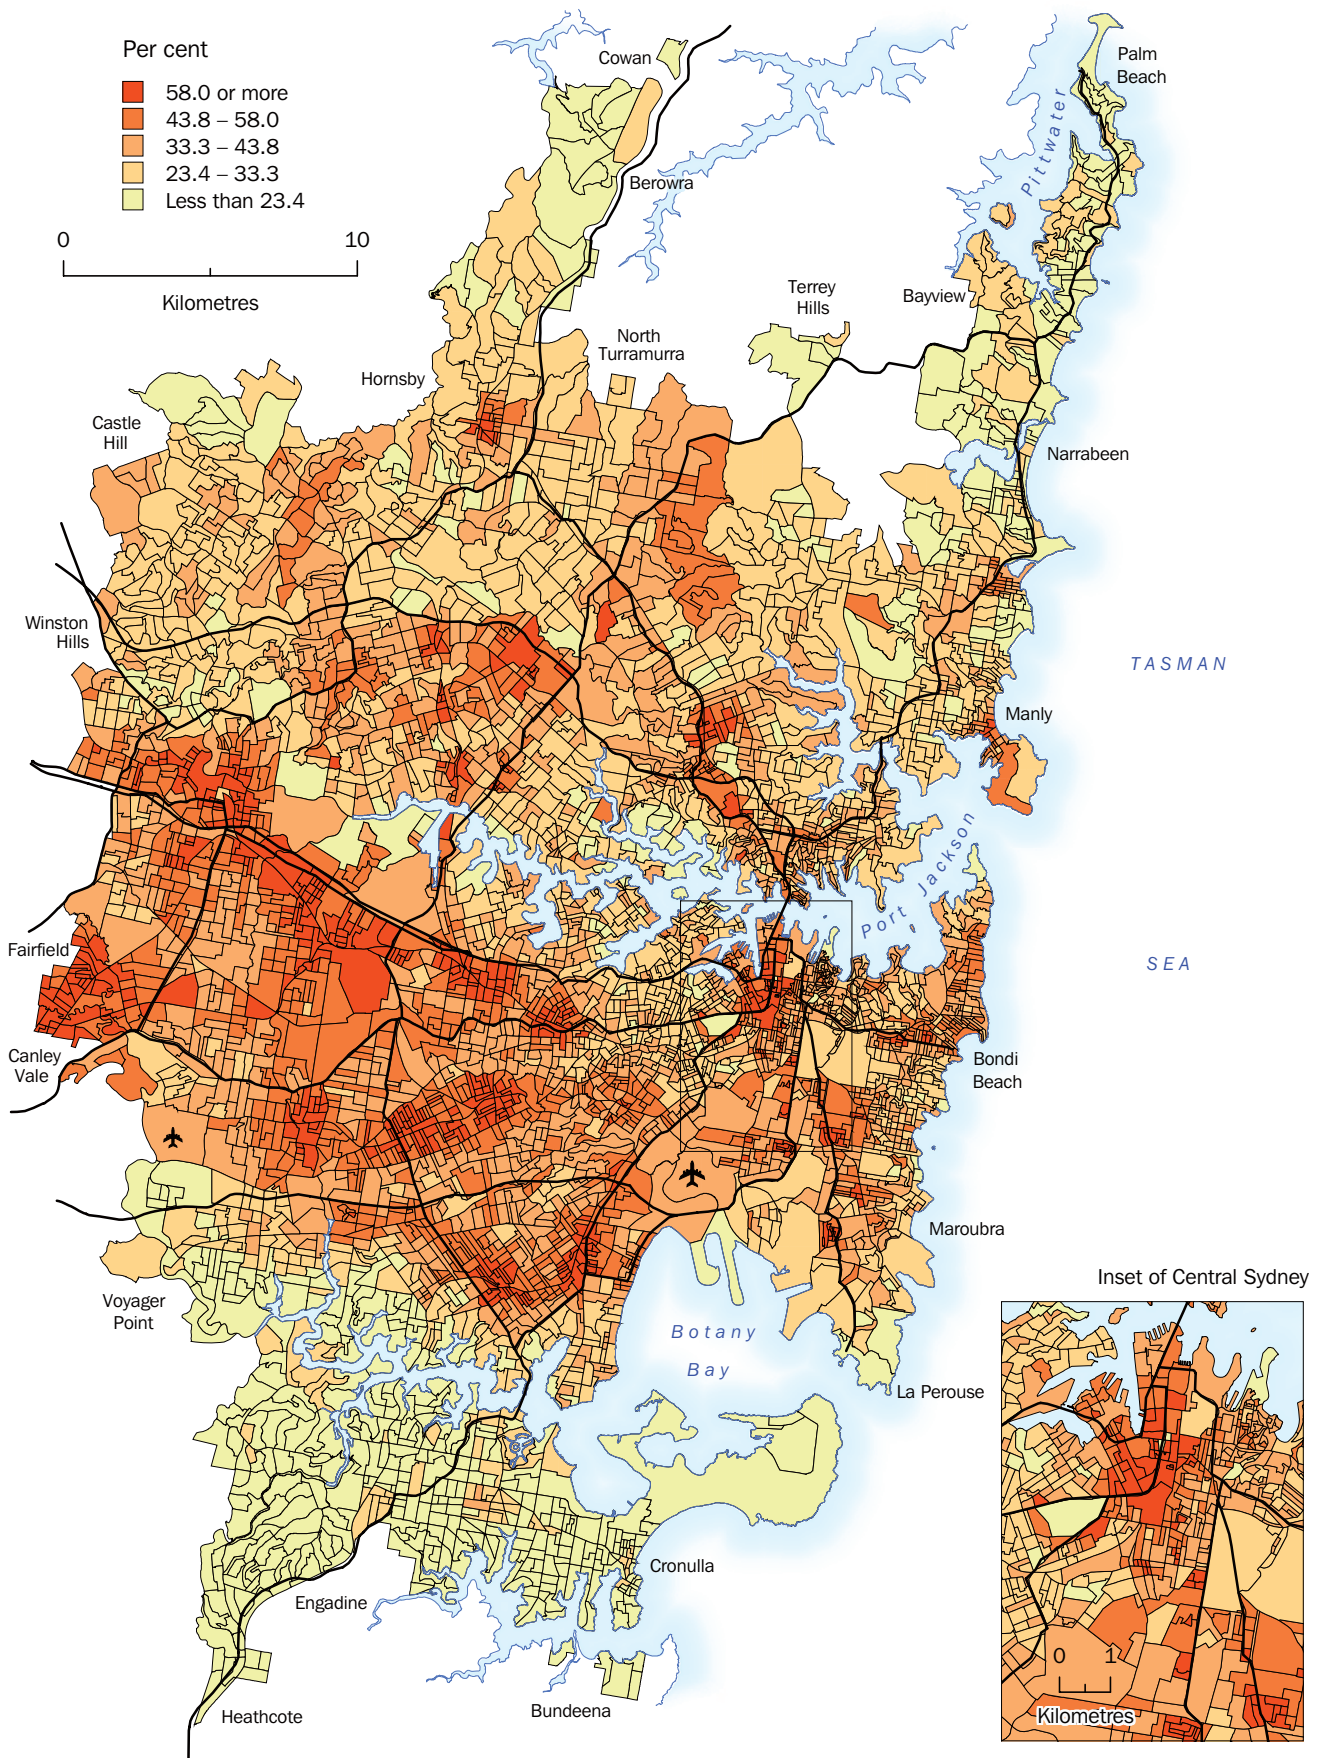 Per cent
58.0 or more
43.8 – 58.0
33.3 – 43.8
23.4 – 33.3
Less than 23.4
0 10
Kilometres
Cowan
Palm
Beach
Pittwater
Berowra
Terrey
Hills
Bayview
North
Turramurra
Hornsby
Castle
Hill
Narrabeen
Winston
Hills
TASMAN
Manly
Port Jackson
Fairfield
SEA
Canley
Vale
Bondi
Beach
Maroubra
Voyager
Point
Botany
Bay
La Perouse
Cronulla
Engadine
Bundeena
Heathcote
Inset of Central Sydney
0 1
Kilometres